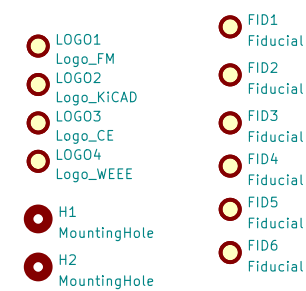 LOGO1
Logo_FM
LOGO2
Logo_KiCAD
LOGO3
Logo_CE
LOGO4
Logo_WEEE
H1
MountingHole
H2
MountingHole
FID1
Fiducial
FID2
Fiducial
FID3
Fiducial
FID4
Fiducial
FID5
Fiducial
FID6
Fiducial